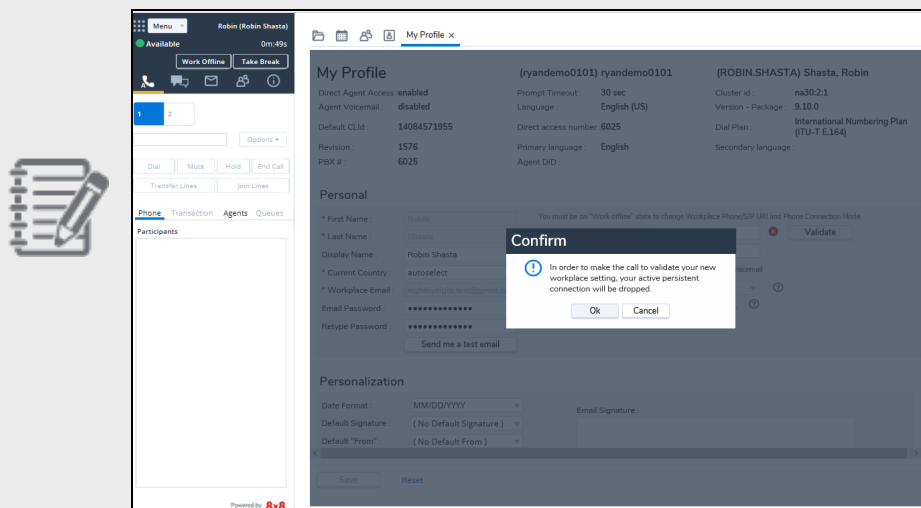 Menu
Robin (Robin Shasta)
Available
0m:49s
Work Offline
Take Break
1
2
Options
Dial
Mute
Hold
End Call
Transfer Lines
Join Lines
Phone
Transaction
Agents
Queues
Participants
Powered by 8x8
My Profile ×
My Profile
(ryandemo0101) ryandemo0101
(ROBIN.SHASTA) Shasta, Robin
Direct Agent Access enabled
Prompt Timeout : 30 sec
Cluster id : na30:2:1
Agent Voicemail : disabled
Language : English (US)
Version - Package : 9.10.0
Default CLId : 14084571955
Direct access number 6025
Dial Plan : International Numbering Plan
(ITU-T E.164)
Revision : 1576
Primary language : English
Secondary language :
PBX # : 6025
Agent DID :
Personal
* First Name : Robin
You must be on "Work offline" state to change Workplace Phone/SIP URI and Phone Connection Mode.
* Last Name : Shasta
Validate
Display Name : Robin Shasta
* Current Country autoselect
voicemail
* Workplace Email :
Email Password :
Retype Password :
Send me a test email
Confirm
In order to make the call to validate your new
workplace setting, your active persistent
connection will be dropped.
Ok
Cancel
Personalization
Date Format : MM/DD/YYYY
Email Signature :
Default Signature : ( No Default Signature )
Default "From" : ( No Default From )
Save
Reset